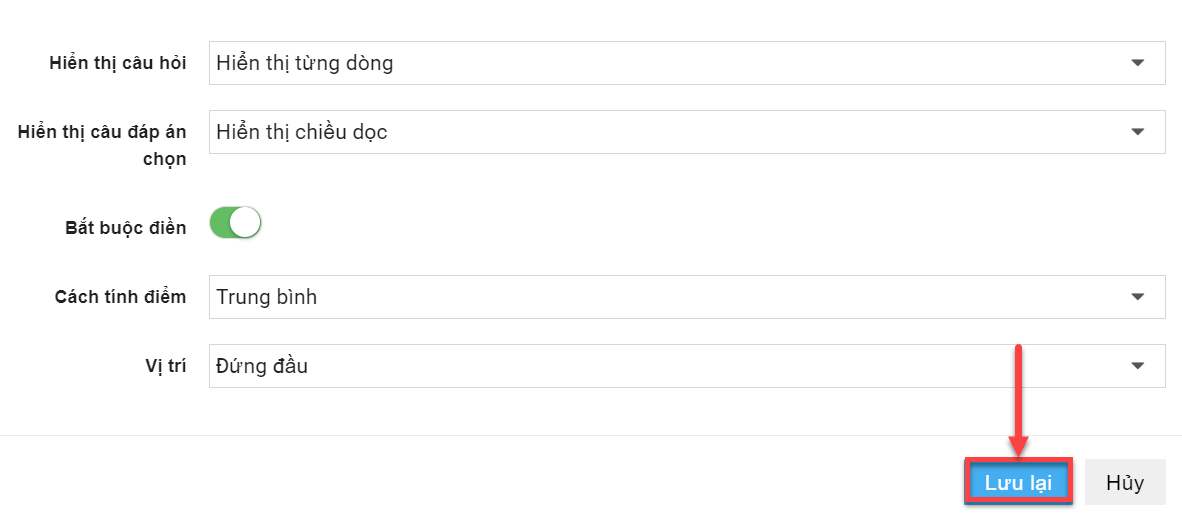 Hiển thị câu hỏi
Hiển thị từng dòng
Hiển thị câu đáp án
chọn
Hiển thị chiều dọc
Bắt buộc điền
Cách tính điểm
Trung bình
Vị trí
Đứng đầu
Lưu lại
Hủy